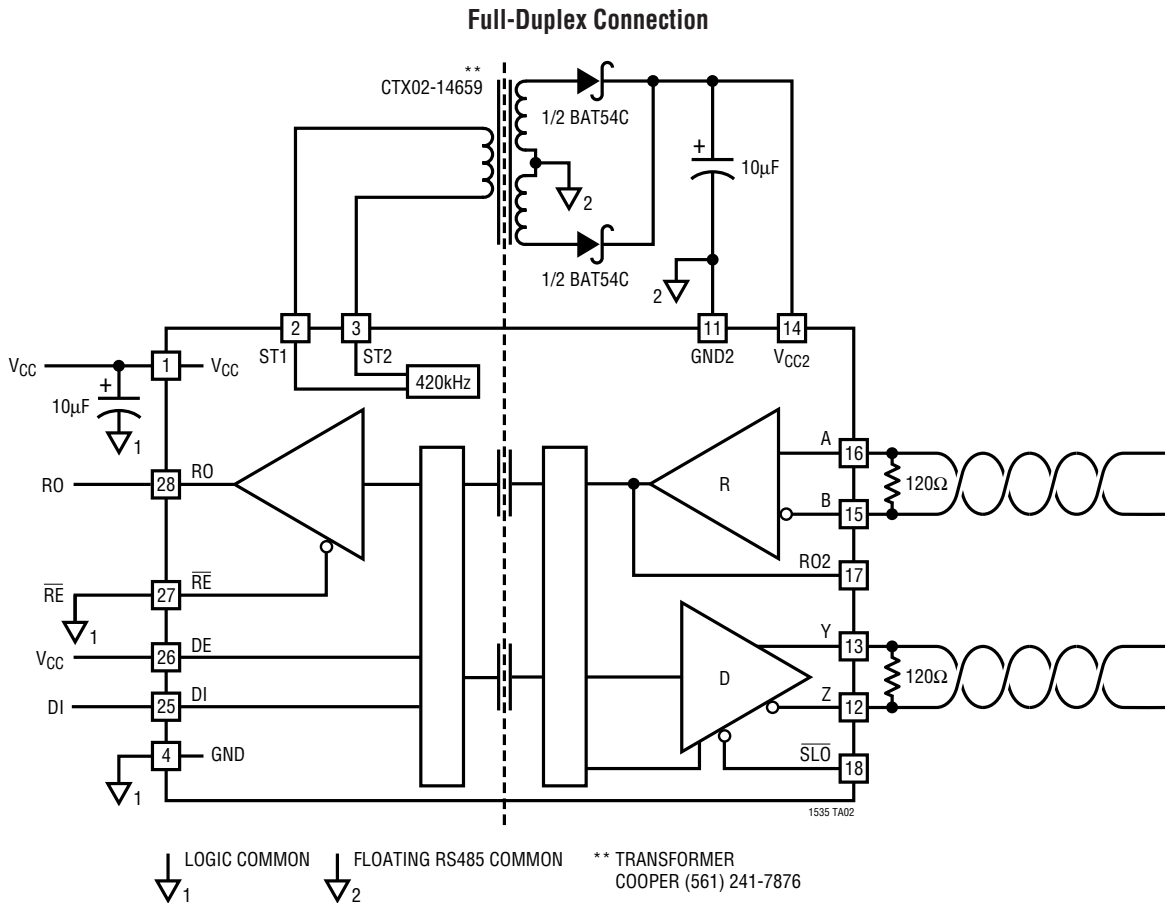 Full-Duplex Connection
**
CTX02-14659
1/2 BAT54C
+
10µF
2
1/2 BAT54C
2
2
3
11
14
ST1
ST2
GND2
VCC2
VCC
1
VCC
420kHz
+
10µF
1
A
16
RO
28
RO
R
120Ω
B
15
RO2
17
RE
27
RE
1
Y
13
VCC
26
DE
D
120Ω
DI
25
DI
Z
12
4
GND
SLO
18
1
1535 TA02
LOGIC COMMON
1
FLOATING RS485 COMMON
2
** TRANSFORMER
COOPER (561) 241-7876